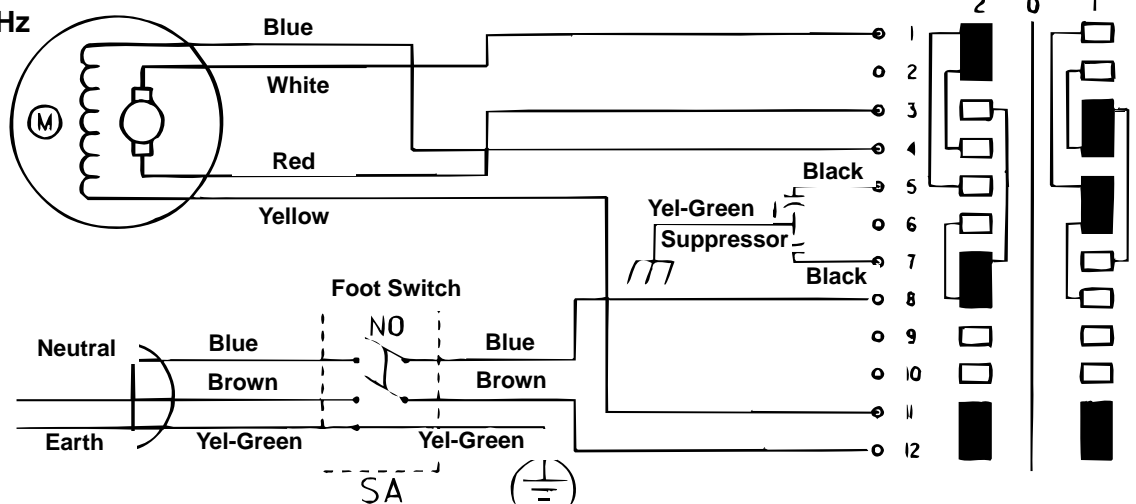 Hz
2 0 1
Blue
White
Red
Yellow
M
1
2
3
4
5
6
7
8
9
10
11
12
Black
Yel-Green
Suppressor
Black
Foot Switch
NO
Neutral
Blue
Blue
Brown
Brown
Earth
Yel-Green
Yel-Green
SA